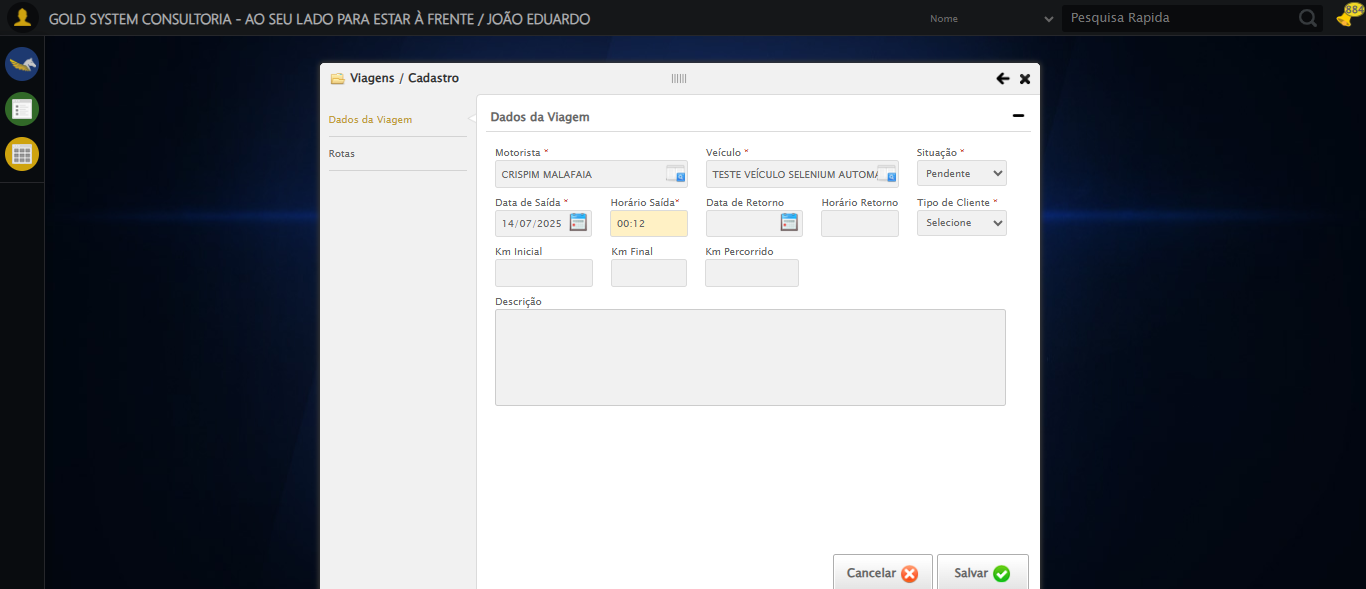 GOLD SYSTEM CONSULTORIA - AO SEU LADO PARA ESTAR À FRENTE / JOÃO EDUARDO
Nome
Pesquisa Rapida
884
Viagens / Cadastro
Dados da Viagem
Rotas
Dados da Viagem
Motorista * Veículo * Situação *
CRISPIM MALAFAIA TESTE VEÍCULO SELENIUM AUTOMA Pendente
Data de Saída * Horário Saída* Data de Retorno Horário Retorno Tipo de Cliente *
14/07/2025 00:12 Selecione
Km Inicial Km Final Km Percorrido
Descrição
Cancelar Salvar